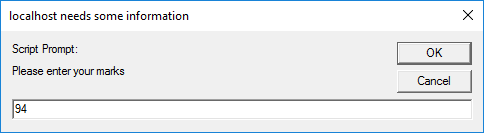 localhost needs some information
Script Prompt:
OK
Please enter your marks
Cancel
94